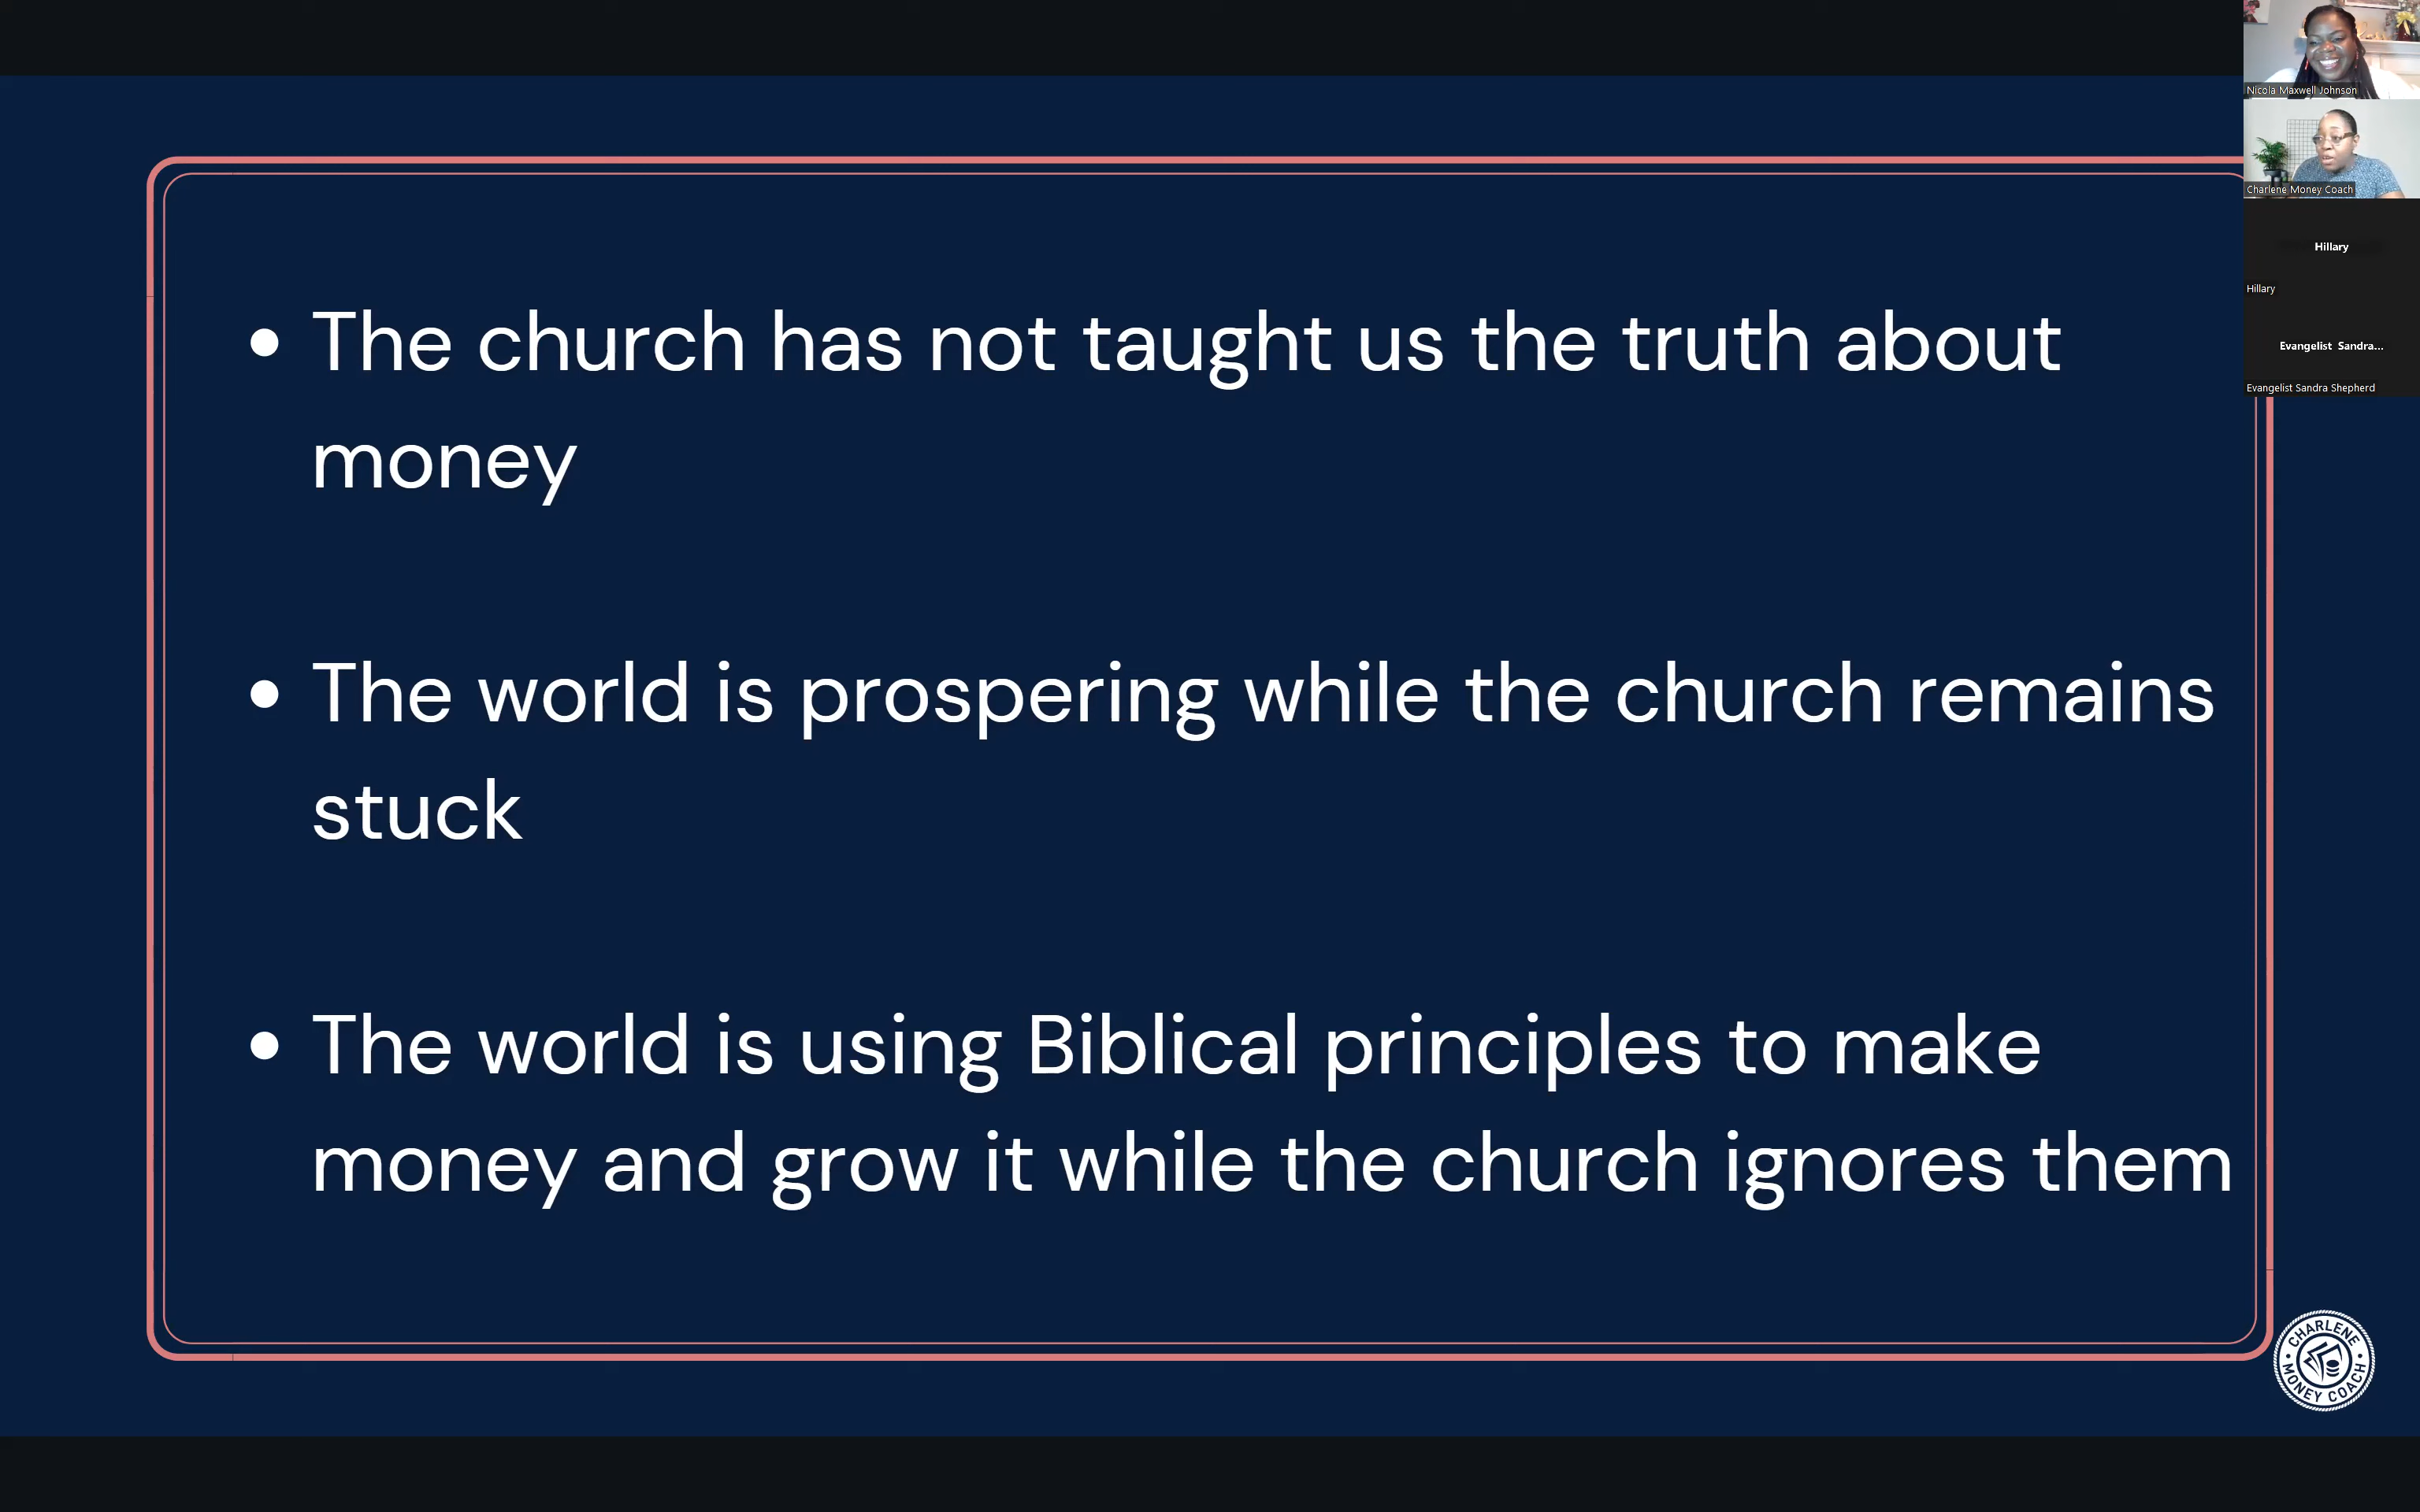 • The church has not taught us the truth about
money
• The world is prospering while the church remains
stuck
• The world is using Biblical principles to make
money and grow it while the church ignores them
Nicola Maxwell Johnson
Charlene Money Coach
Hillary
Hillary
Evangelist Sandra...
Evangelist Sandra Shepherd
CHARLENE
MONEY COACH